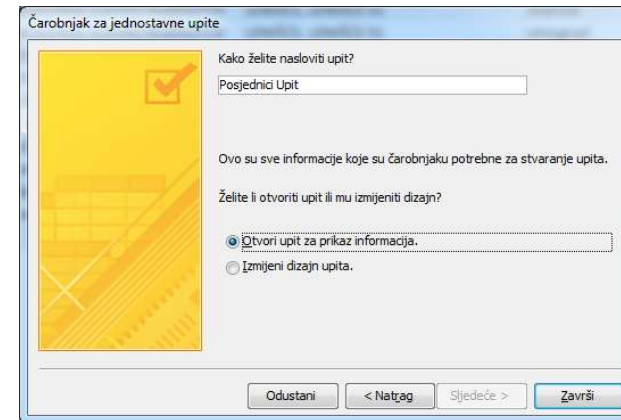 Čarobnjak za jednostavne upite
Kako želite nasloviti upit?
Posjednici Upit
Ovo su sve informacije koje su čarobnjaku potrebne za stvaranje upita.
Želite li otvoriti upit ili mu izmijeniti dizajn?
Otvori upit za prikaz informacija.
Izmijeni dizajn upita.
Odustani < Natrag Sljedeće > Završi